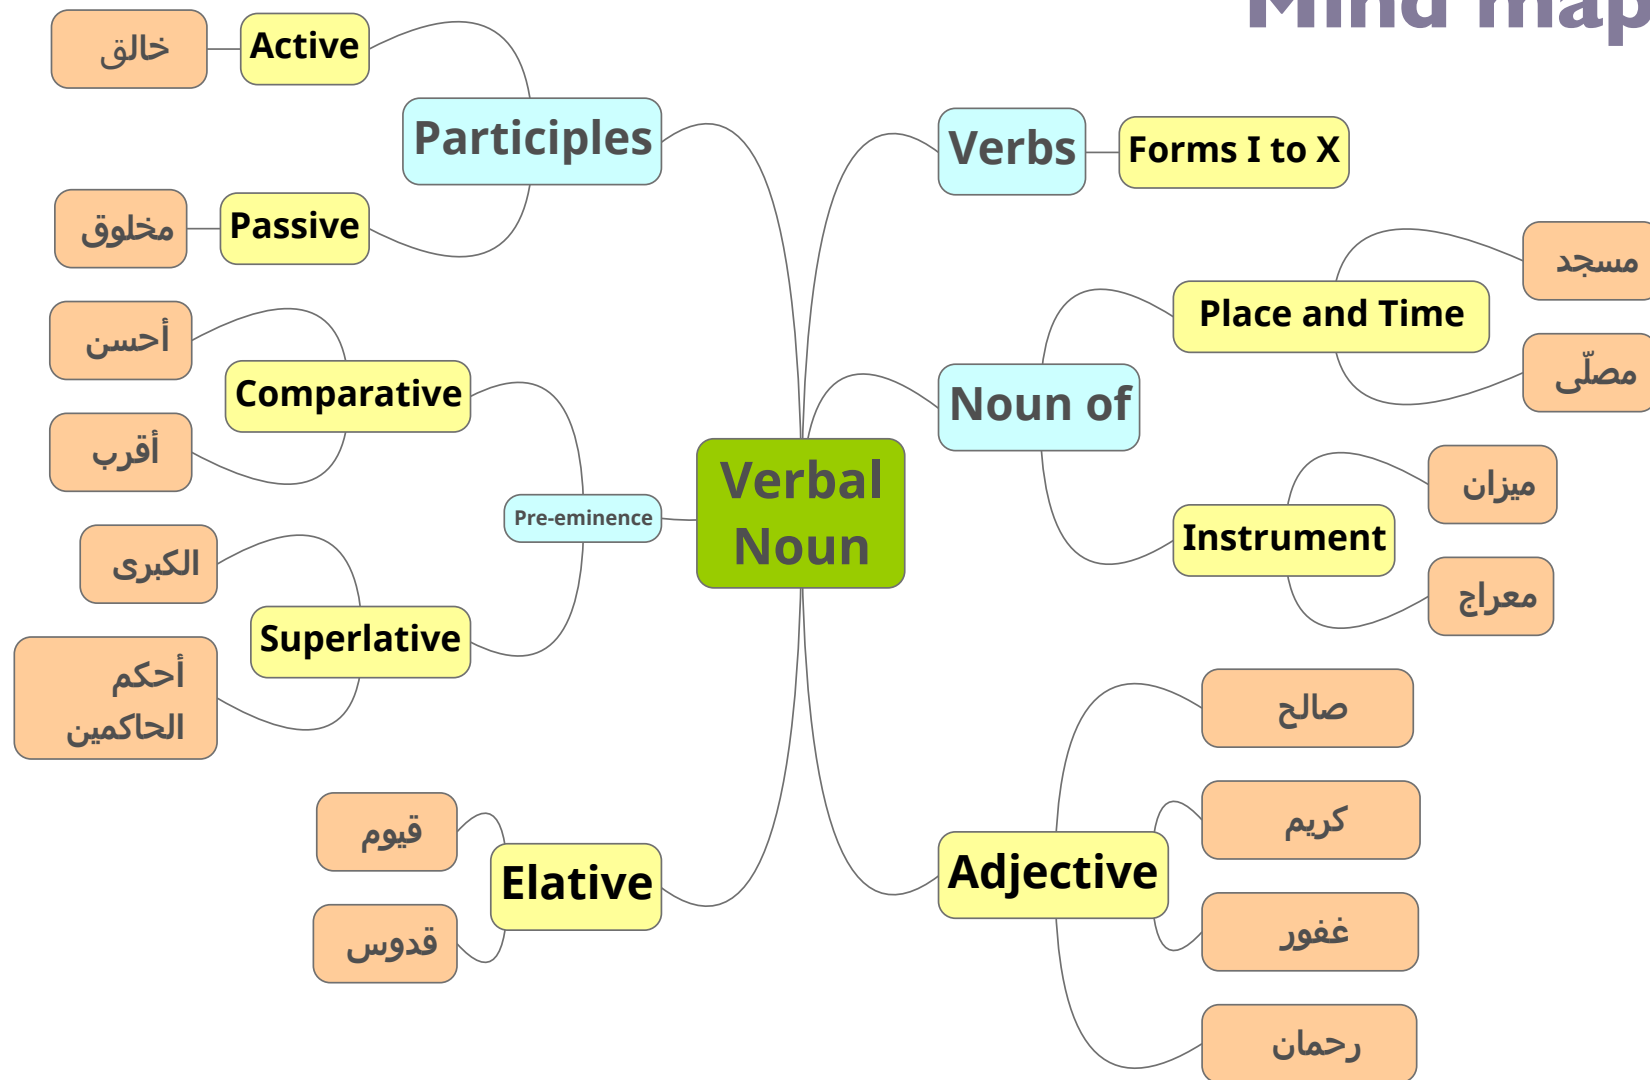 Mind map
Active
خالق
Participles
Passive
مخلوق
Comparative
أحسن
أقرب
Pre-eminence
Superlative
الكبرى
أحكم
الحاكمين
Elative
قيوم
قدوس
Verbal
Noun
Verbs
Forms I to X
Noun of
Place and Time
مسجد
مصلّى
Instrument
ميزان
معراج
Adjective
صالح
كريم
غفور
رحمان